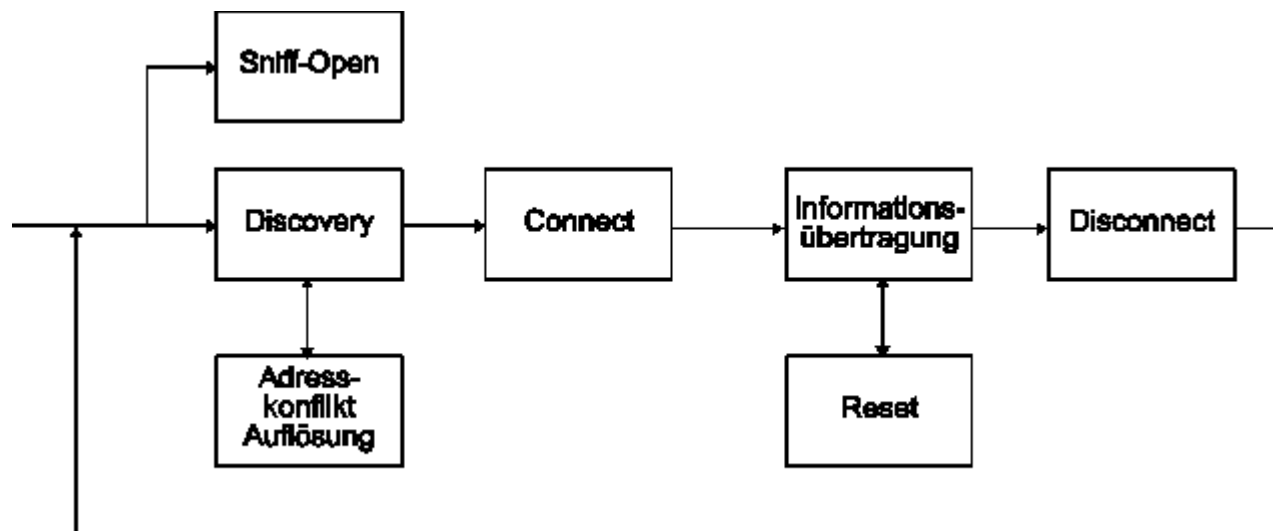 Sniff-Open
Discovery
Connect
Informations-
übertragung
Disconnect
Adress-
konflikt
Auflösung
Reset